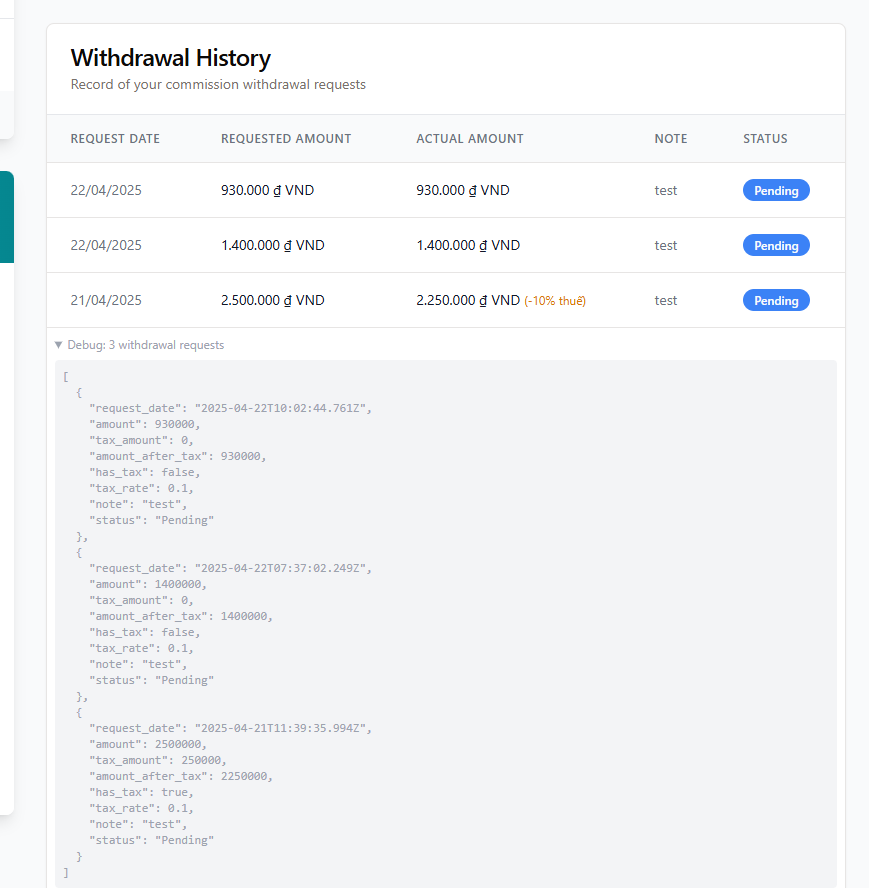 Withdrawal History
Record of your commission withdrawal requests
REQUEST DATE REQUESTED AMOUNT ACTUAL AMOUNT NOTE STATUS
22/04/2025 930.000 ₫ VND 930.000 ₫ VND test Pending
22/04/2025 1.400.000 ₫ VND 1.400.000 ₫ VND test Pending
21/04/2025 2.500.000 ₫ VND 2.250.000 ₫ VND (-10% thuế) test Pending
▼ Debug: 3 withdrawal requests
[
  {
    "request_date": "2025-04-22T10:02:44.761Z",
    "amount": 930000,
    "tax_amount": 0,
    "amount_after_tax": 930000,
    "has_tax": false,
    "tax_rate": 0.1,
    "note": "test",
    "status": "Pending"
  },
  {
    "request_date": "2025-04-22T07:37:02.249Z",
    "amount": 1400000,
    "tax_amount": 0,
    "amount_after_tax": 1400000,
    "has_tax": false,
    "tax_rate": 0.1,
    "note": "test",
    "status": "Pending"
  },
  {
    "request_date": "2025-04-21T11:39:35.994Z",
    "amount": 2500000,
    "tax_amount": 250000,
    "amount_after_tax": 2250000,
    "has_tax": true,
    "tax_rate": 0.1,
    "note": "test",
    "status": "Pending"
  }
]